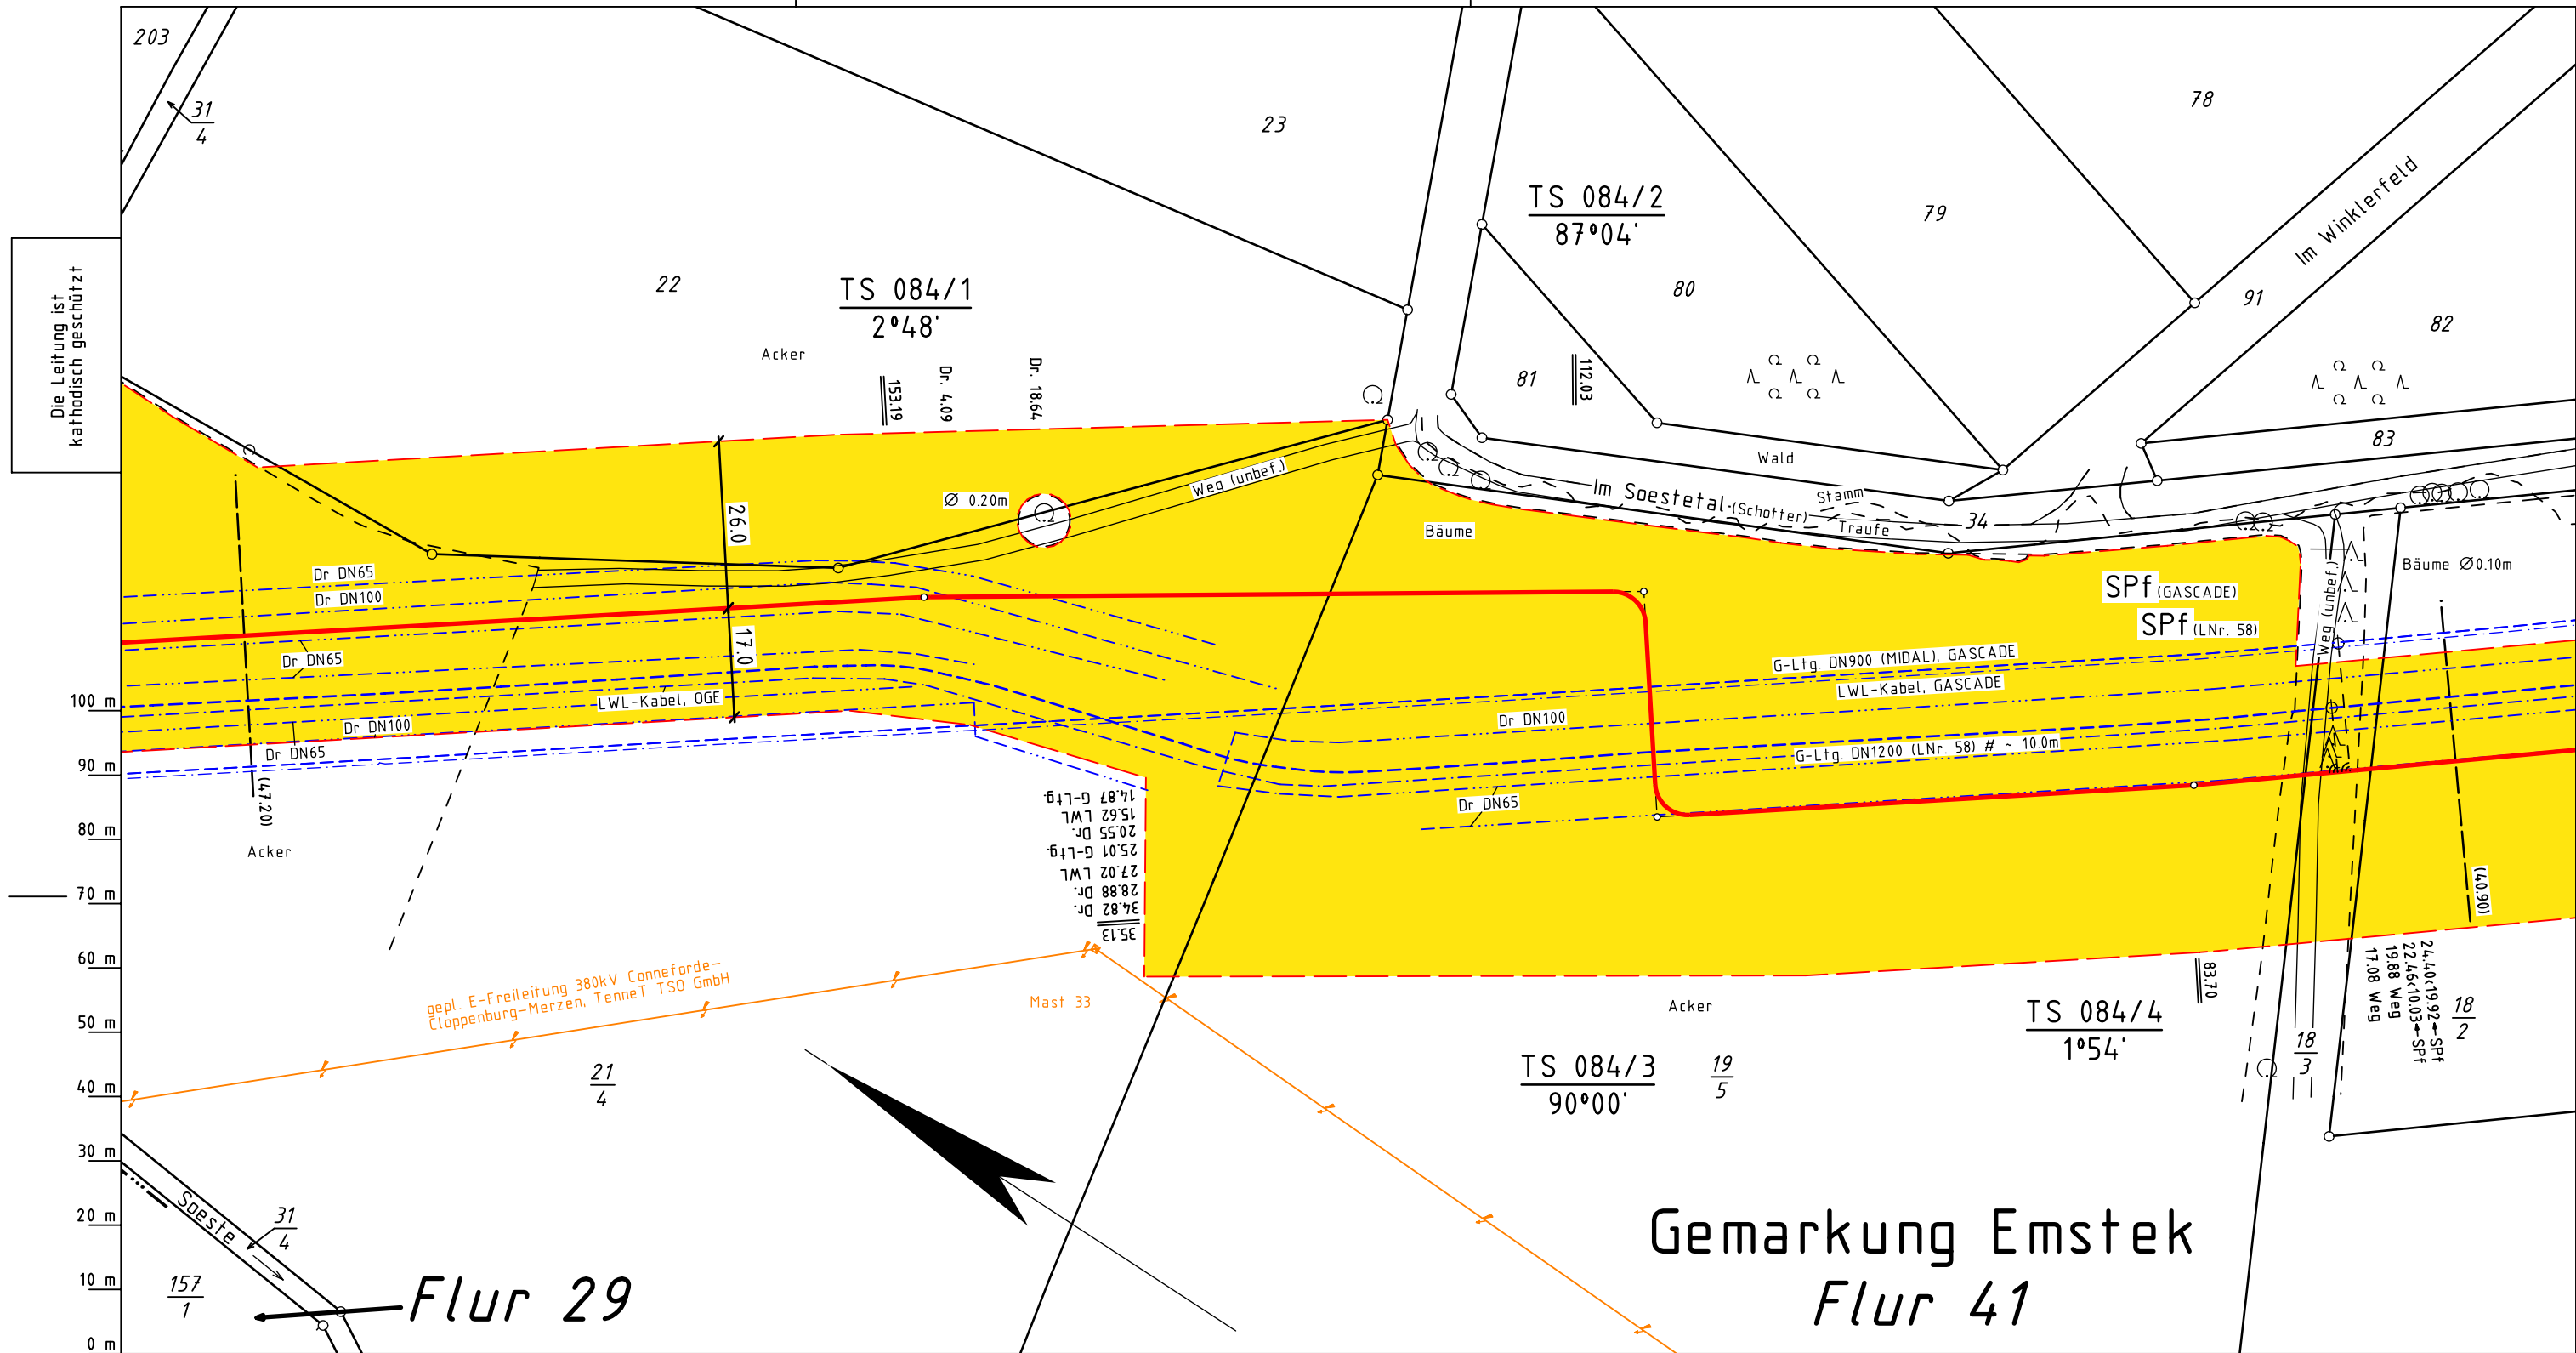 203
31
4
Die Leitung ist
kathodisch geschützt
22
23
TS 084/1
2°48'
Acker
153.19
Dr. 4.09
Dr. 18.64
TS 084/2
87°04'
112.03
78
79
80
81
Im Winklerfeld
91
82
83
Wald
Im Soestetal (Schotter)
Stamm
Traufe
34
Weg (unbef.)
Ø 0.20m
Bäume
26.0
17.0
Dr DN65
Dr DN100
Dr DN65
LWL-Kabel, OGE
Dr DN100
Dr DN65
(47.20)
Acker
SPf (GASCADE)
SPf (LNr. 58)
Weg (unbef.)
Bäume Ø0.10m
G-Ltg. DN900 (MIDAL), GASCADE
LWL-Kabel, GASCADE
Dr DN100
G-Ltg. DN1200 (LNr. 58) # ~ 10.0m
Dr DN65
(40.90)
14.87 G-Ltg.
15.62 LWL
20.55 Dr.
25.01 G-Ltg.
27.02 LWL
28.88 Dr.
34.82 Dr.
35.13
100 m
90 m
80 m
70 m
60 m
50 m
40 m
30 m
20 m
10 m
0 m
gepl. E-Freileitung 380kV Conneforde-
Cloppenburg-Merzen, TenneT TSO GmbH
Mast 33
21
4
Acker
83.70
TS 084/3
90°00'
19
5
TS 084/4
1°54'
18
3
24.40<19.92 SPf
22.46<10.03 SPf
19.88 Weg
17.08 Weg
18
2
Soeste
31
4
157
1
Flur 29
Gemarkung Emstek
Flur 41